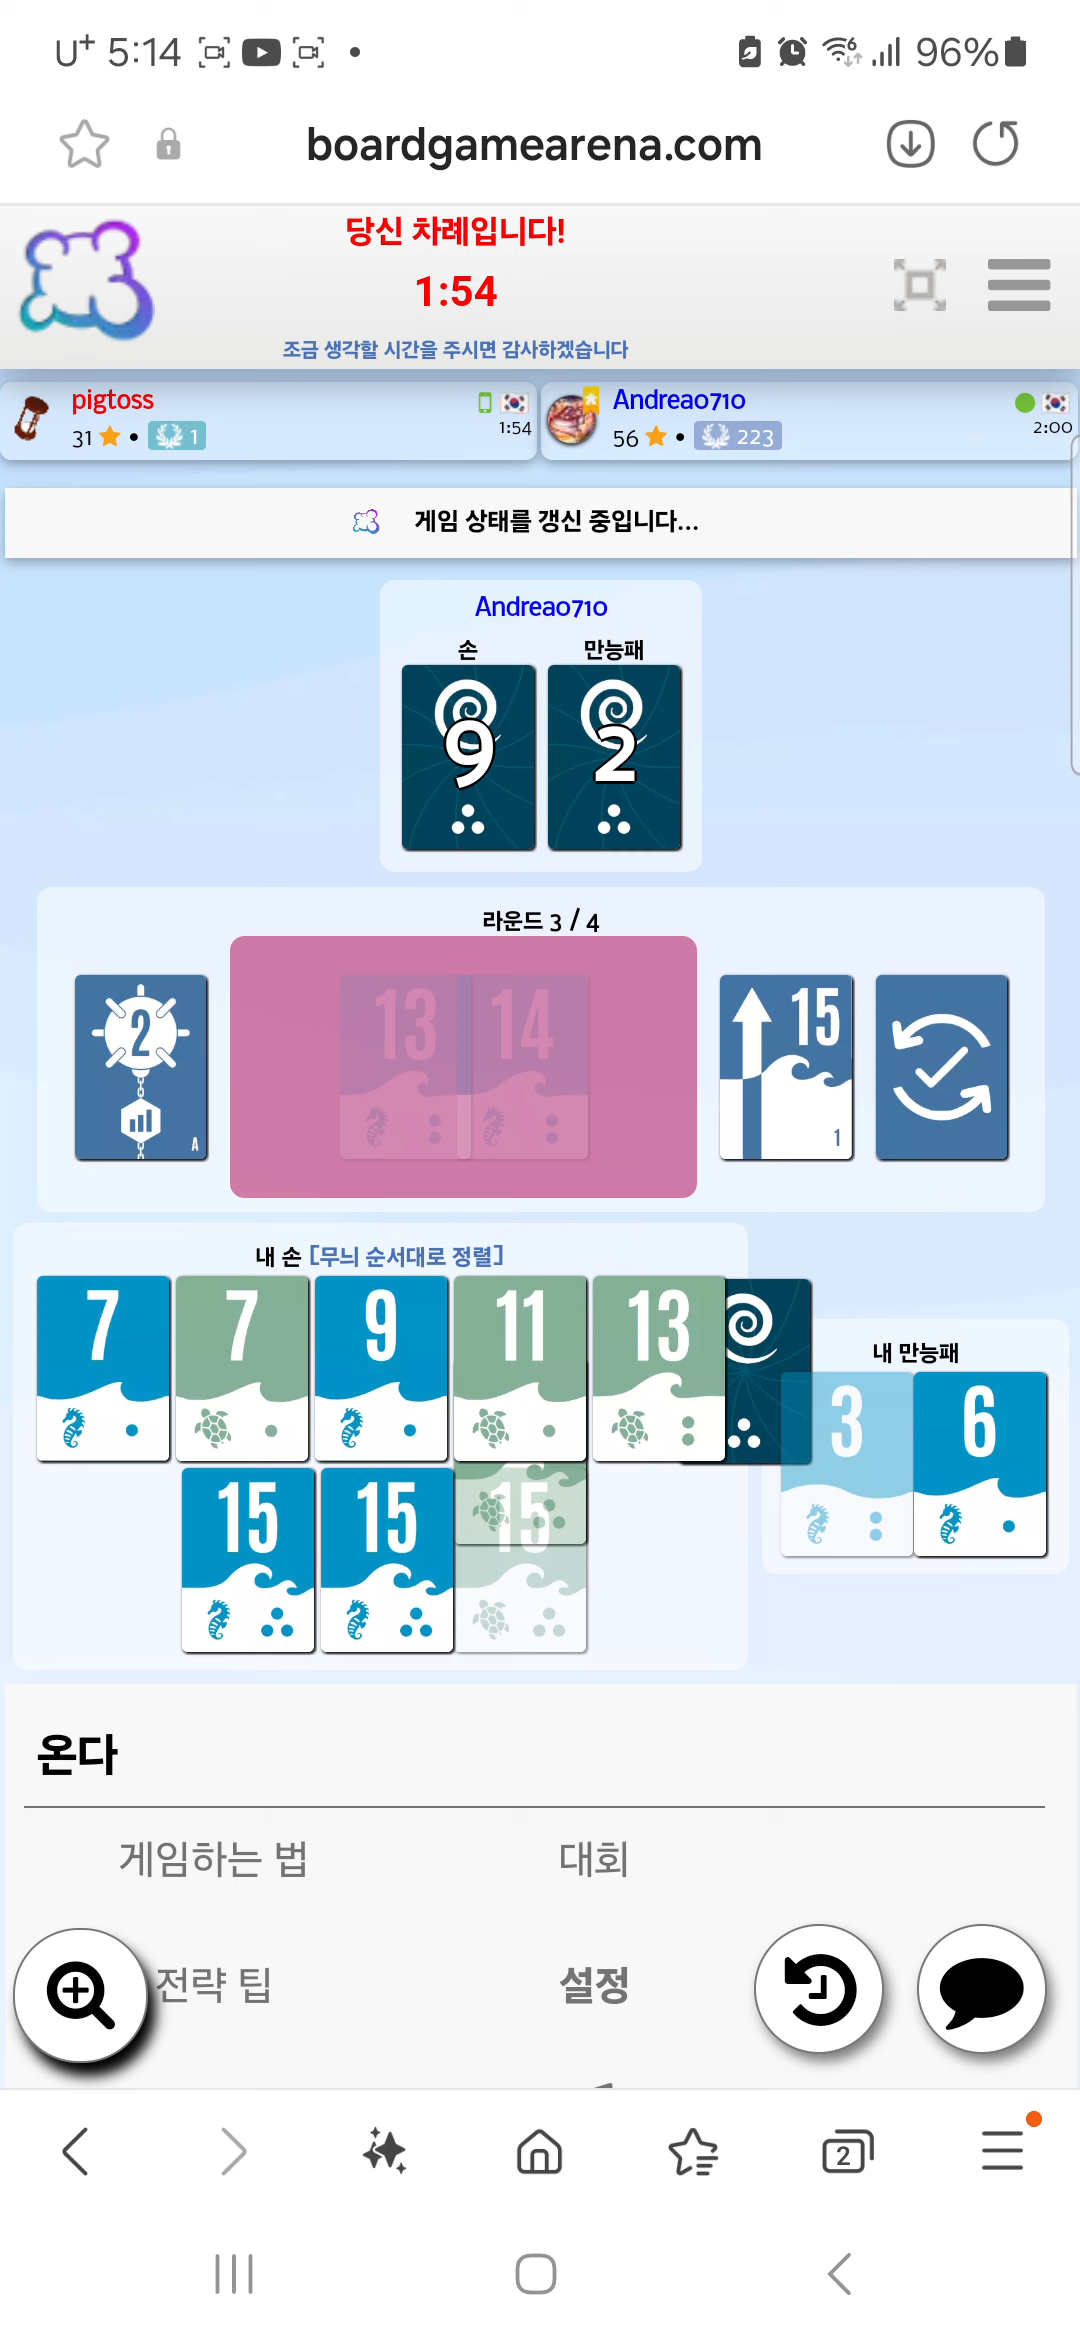 U⁺ 5:14
96%
boardgamearena.com
당신 차례입니다!
1:54
조금 생각할 시간을 주시면 감사하겠습니다
pigtoss
31 • 1
1:54
Andrea0710
56 • 223
2:00
게임 상태를 갱신 중입니다...
Andrea0710
손 만능패
9 2
라운드 3 / 4
2 A
13 14
15 1
내 손 [무늬 순서대로 정렬]
7 7 9 11 13
내 만능패
3 6
15 15 15
온다
게임하는 법 대회
전략 팁 설정
2